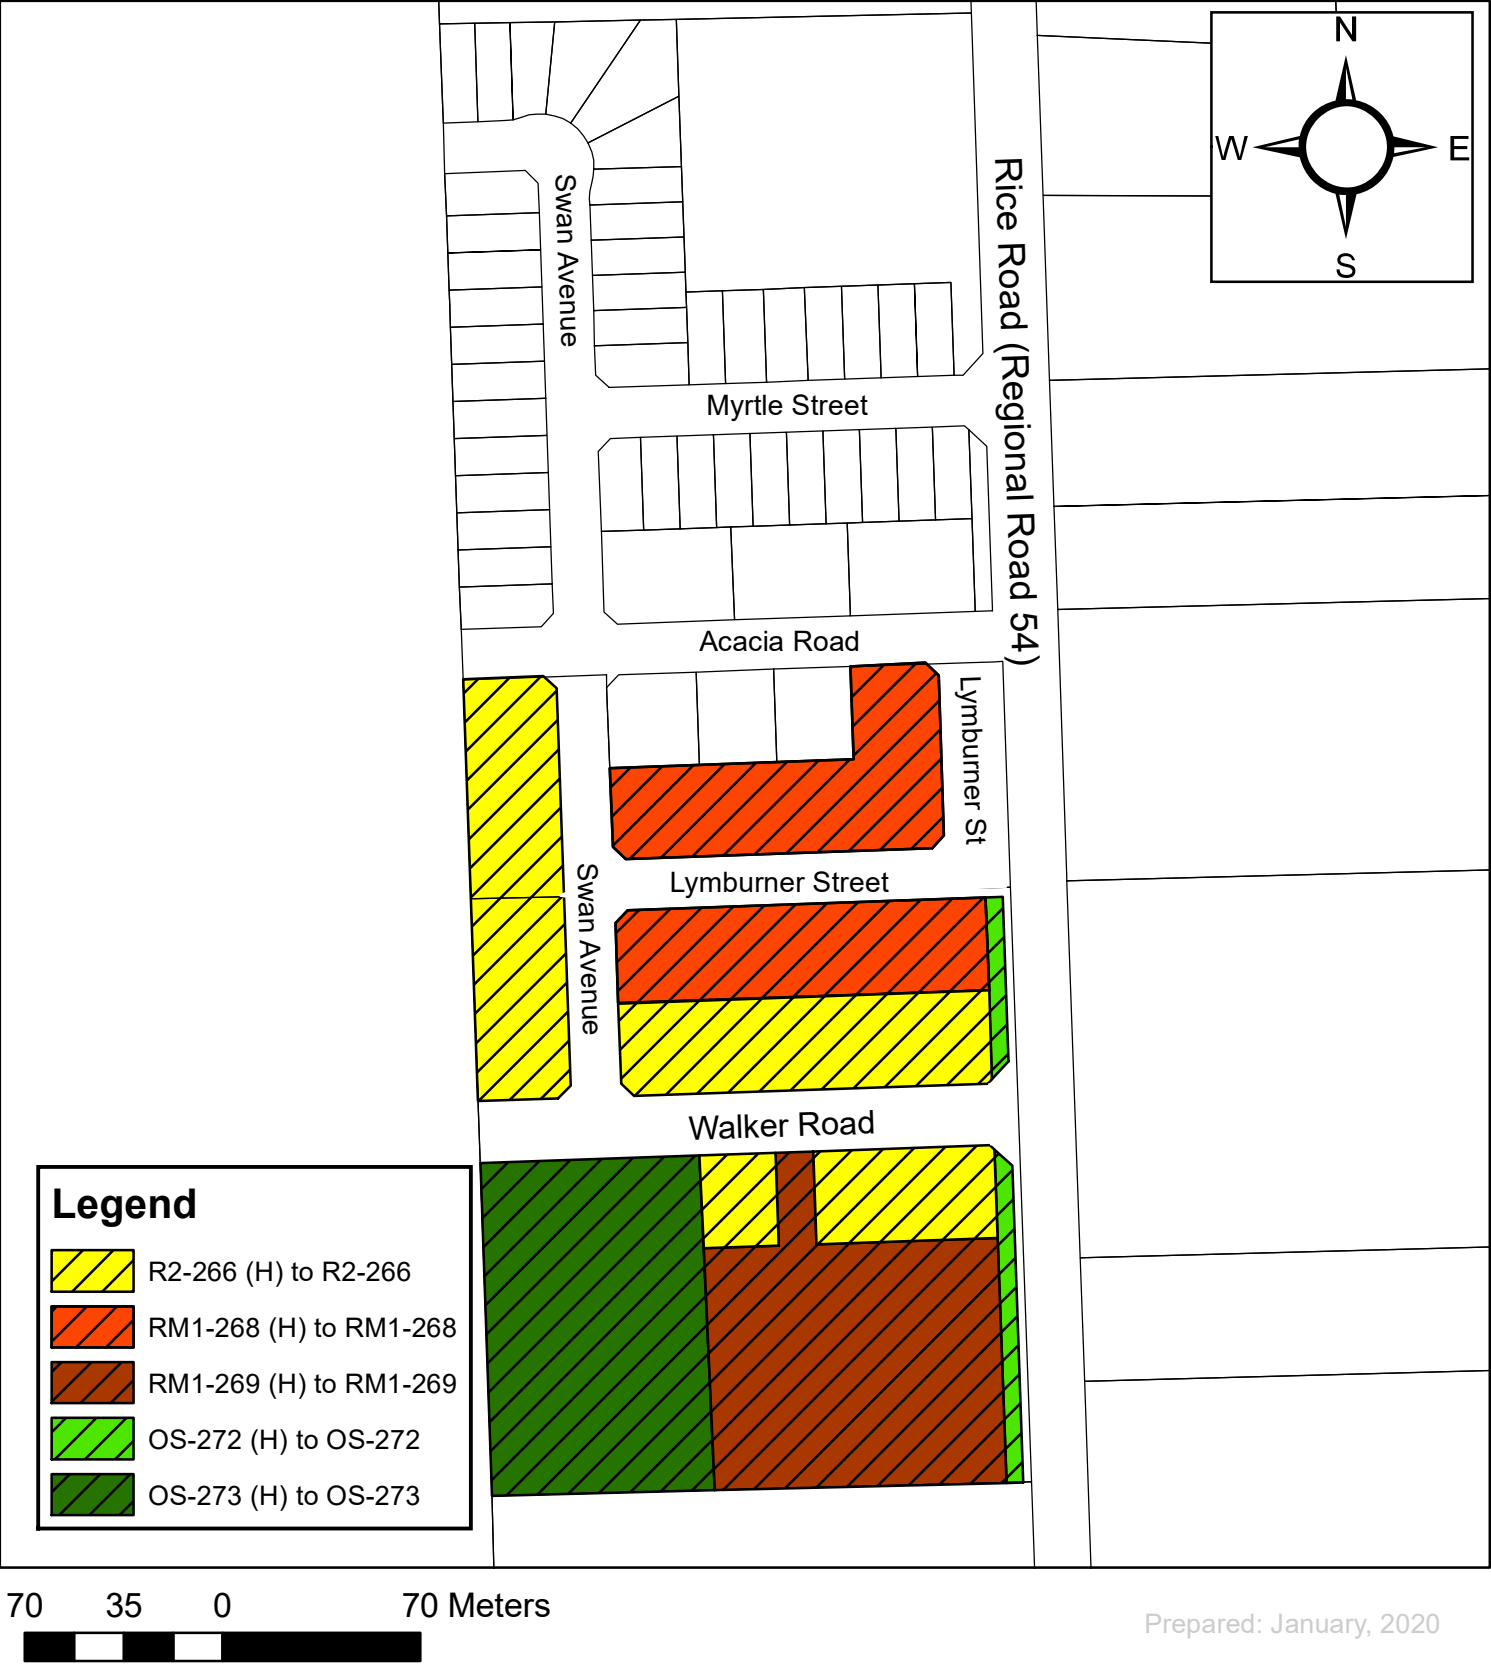 N
W
E
S
Swan Avenue
Rice Road (Regional Road 54)
Myrtle Street
Acacia Road
Lymburner St
Lymburner Street
Swan Avenue
Walker Road
Legend
R2-266 (H) to R2-266
RM1-268 (H) to RM1-268
RM1-269 (H) to RM1-269
OS-272 (H) to OS-272
OS-273 (H) to OS-273
70 35 0 70 Meters
Prepared: January, 2020